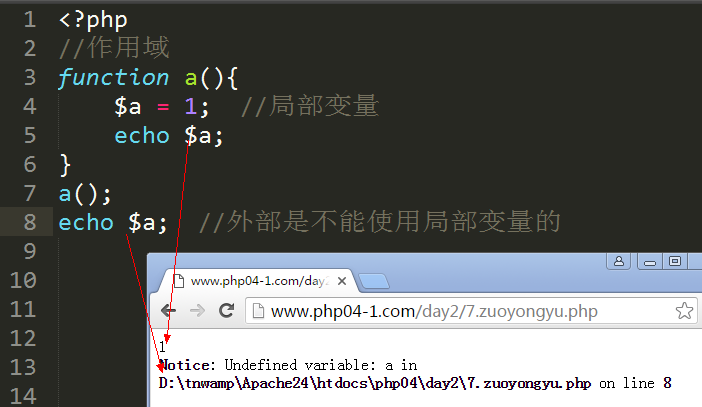 1 <?php
2 //作用域
3 function a(){
4 $a = 1; //局部变量
5 echo $a;
6 }
7 a();
8 echo $a; //外部是不能使用局部变量的
9
10
11
12
13
14
www.php04-1.com/day
www.php04-1.com/day2/7.zuoyongyu.php
1
Notice: Undefined variable: a in
D:\tnwamp\Apache24\htdocs\php04\day2\7.zuoyongyu.php on line 8